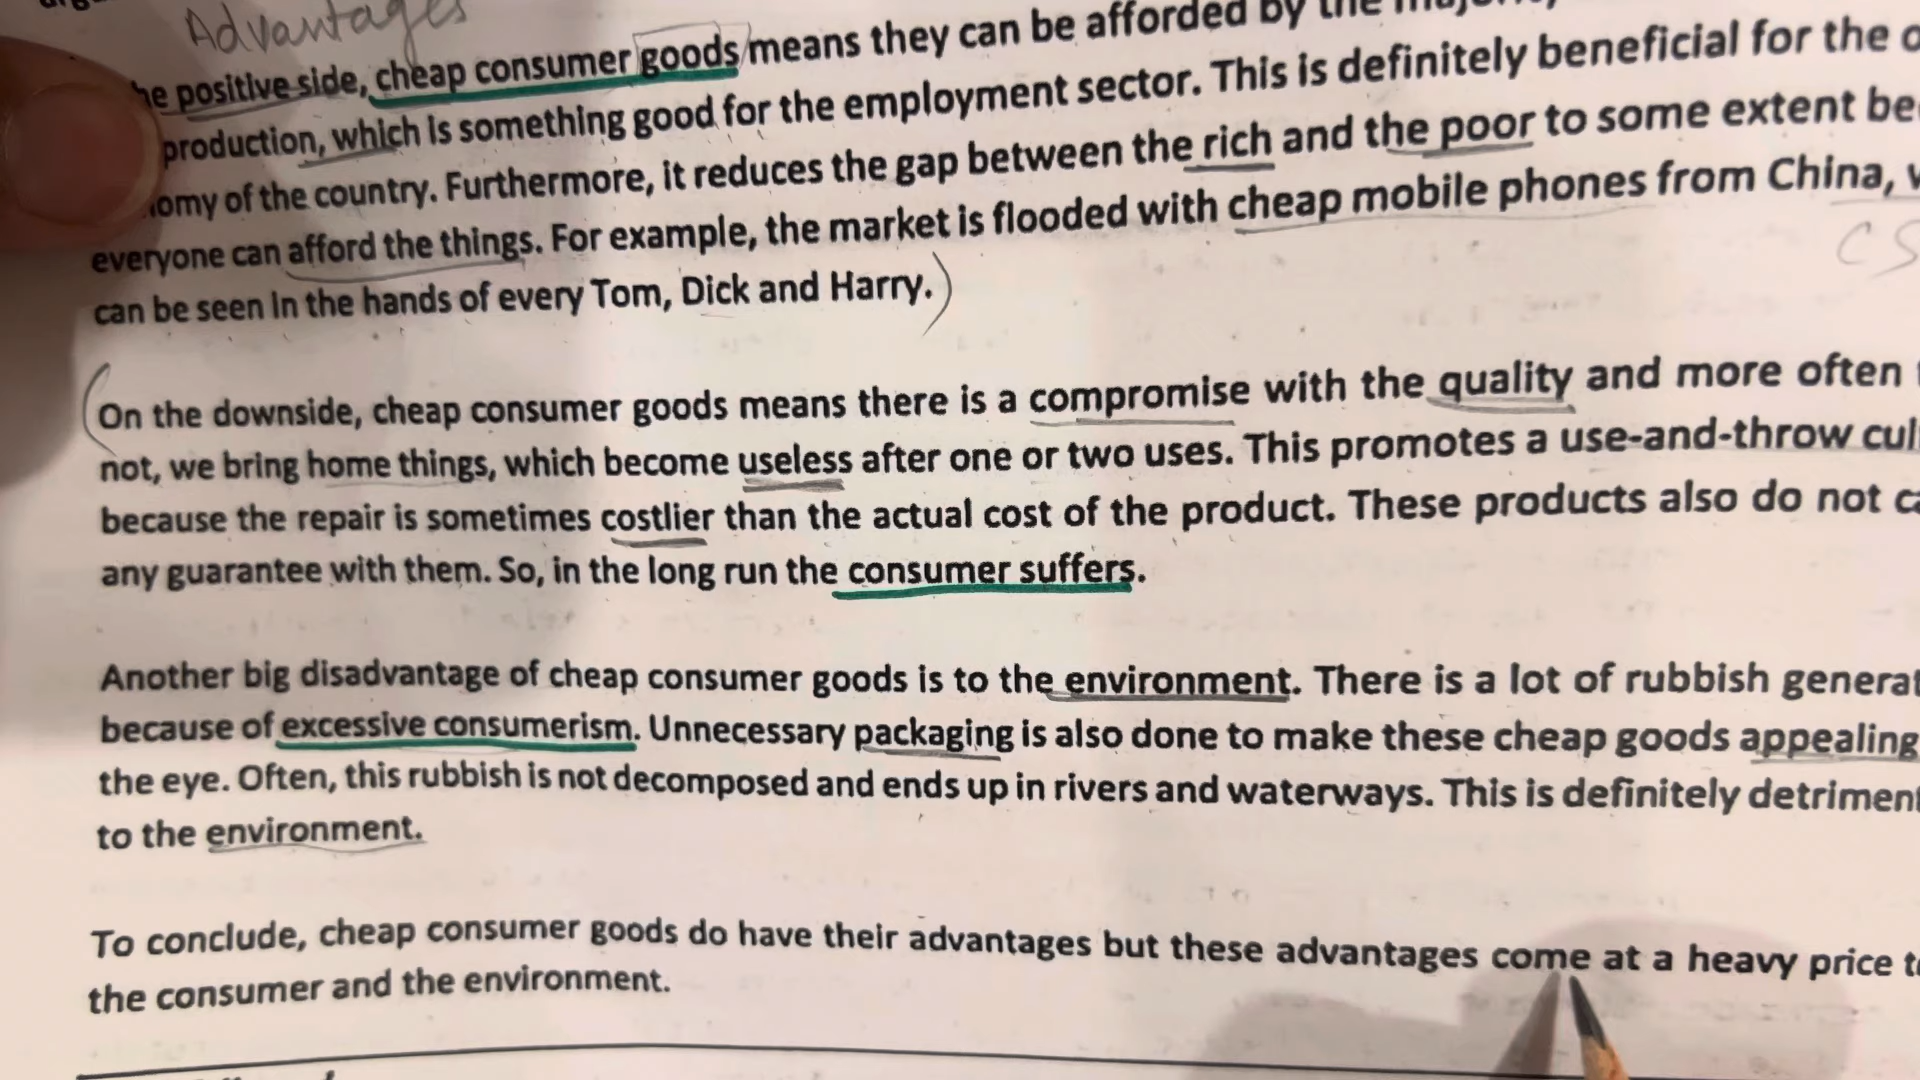 Advantages
he positive side, cheap consumer goods means they can be afforded by the
production, which is something good for the employment sector. This is definitely beneficial for the
omy of the country. Furthermore, it reduces the gap between the rich and the poor to some extent be
everyone can afford the things. For example, the market is flooded with cheap mobile phones from China,
can be seen in the hands of every Tom, Dick and Harry.)
CS
(On the downside, cheap consumer goods means there is a compromise with the quality and more often
not, we bring home things, which become useless after one or two uses. This promotes a use-and-throw cul
because the repair is sometimes costlier than the actual cost of the product. These products also do not ca
any guarantee with them. So, in the long run the consumer suffers.
Another big disadvantage of cheap consumer goods is to the environment. There is a lot of rubbish generat
because of excessive consumerism. Unnecessary packaging is also done to make these cheap goods appealing
the eye. Often, this rubbish is not decomposed and ends up in rivers and waterways. This is definitely detriment
to the environment.
To conclude, cheap consumer goods do have their advantages but these advantages come at a heavy price t
the consumer and the environment.